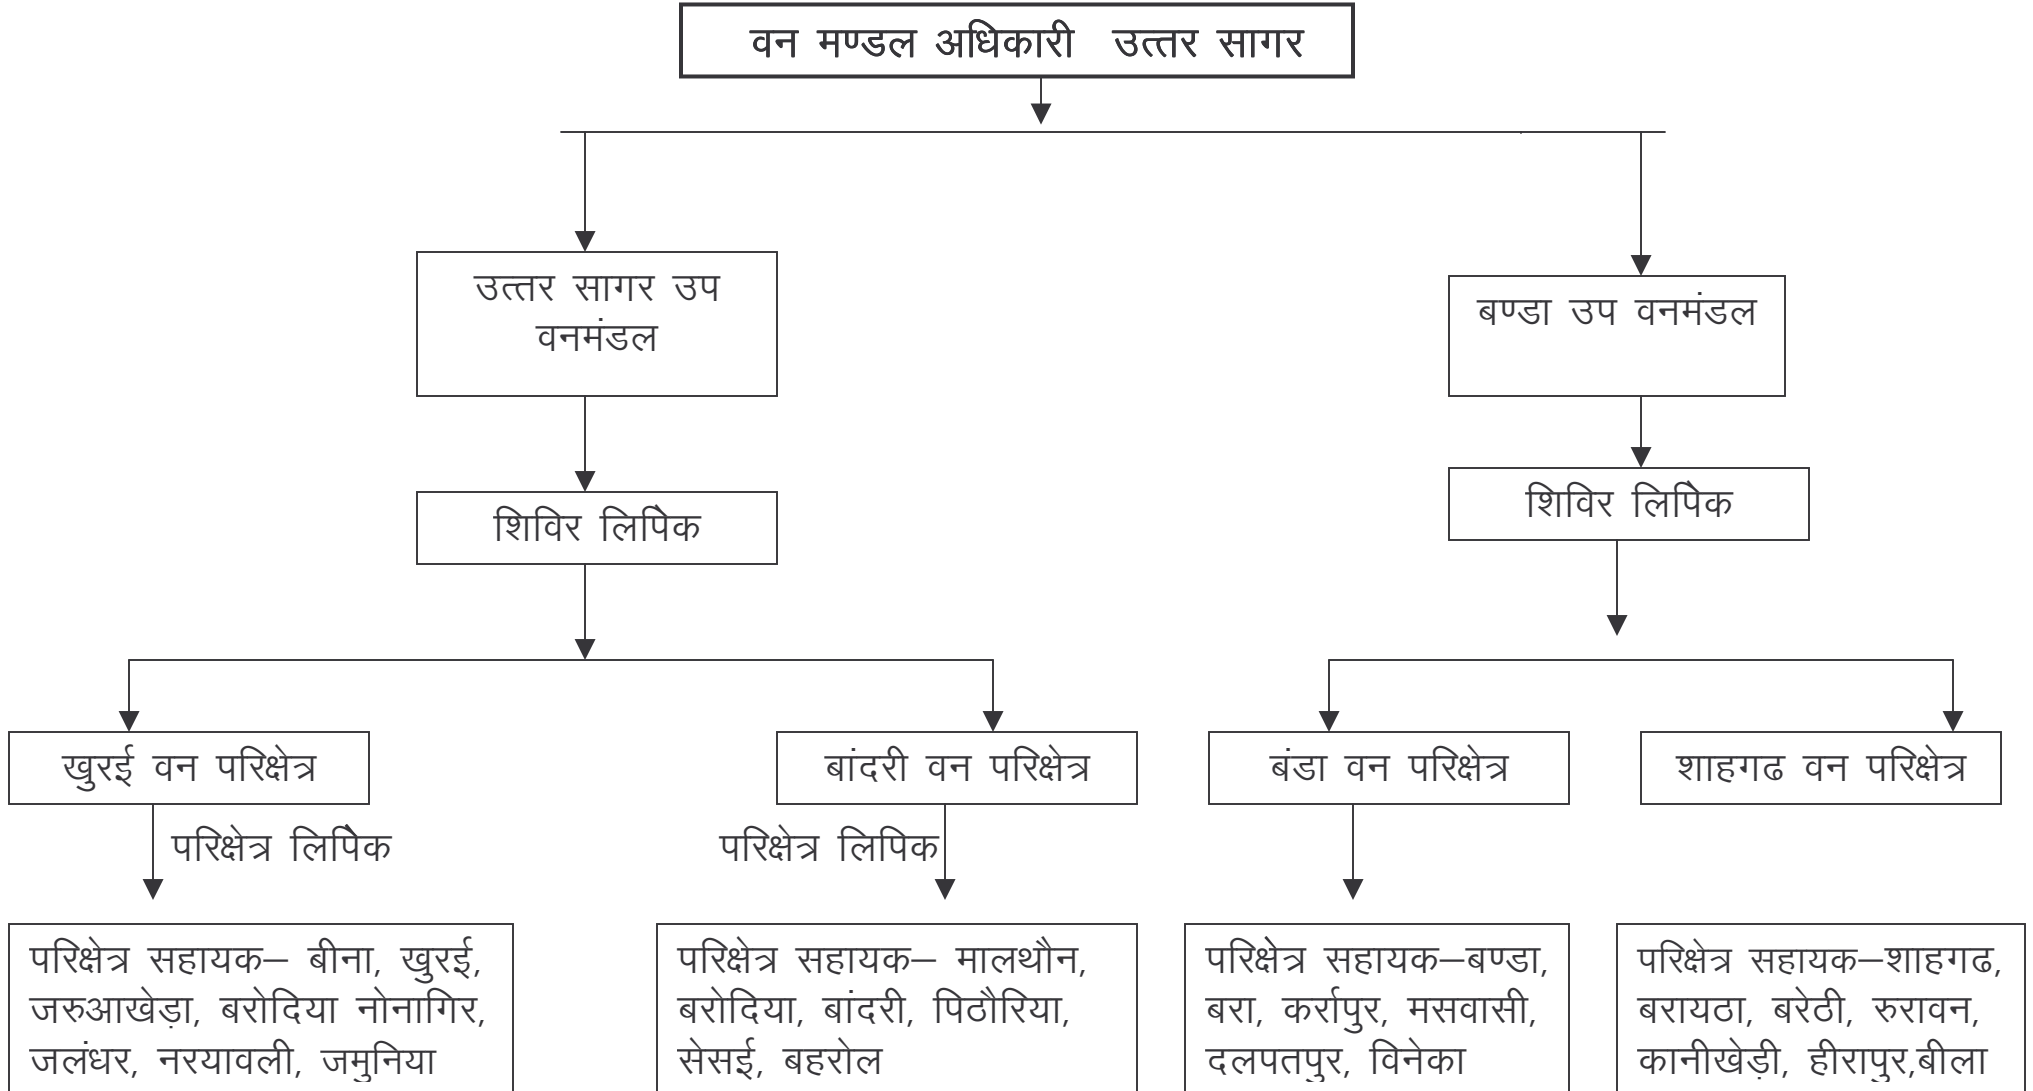 वन मण्डल अधिकारी उत्तर सागर
उत्तर सागर उप
वनमंडल
बण्डा उप वनमंडल
शिविर लिपिक
शिविर लिपिक
खुरई वन परिक्षेत्र
बांदरी वन परिक्षेत्र
बंडा वन परिक्षेत्र
शाहगढ वन परिक्षेत्र
परिक्षेत्र लिपिक
परिक्षेत्र लिपिक
परिक्षेत्र सहायक– बीना, खुरई,
जरुआखेड़ा, बरोदिया नोनागिर,
जलंधर, नरयावली, जमुनिया
परिक्षेत्र सहायक– मालथौन,
बरोदिया, बांदरी, पिठौरिया,
सेसई, बहरोल
परिक्षेत्र सहायक–बण्डा,
बरा, कर्रापुर, मसवासी,
दलपतपुर, विनेका
परिक्षेत्र सहायक–शाहगढ,
बरायठा, बरेठी, रुरावन,
कानीखेड़ी, हीरापुर,बीला